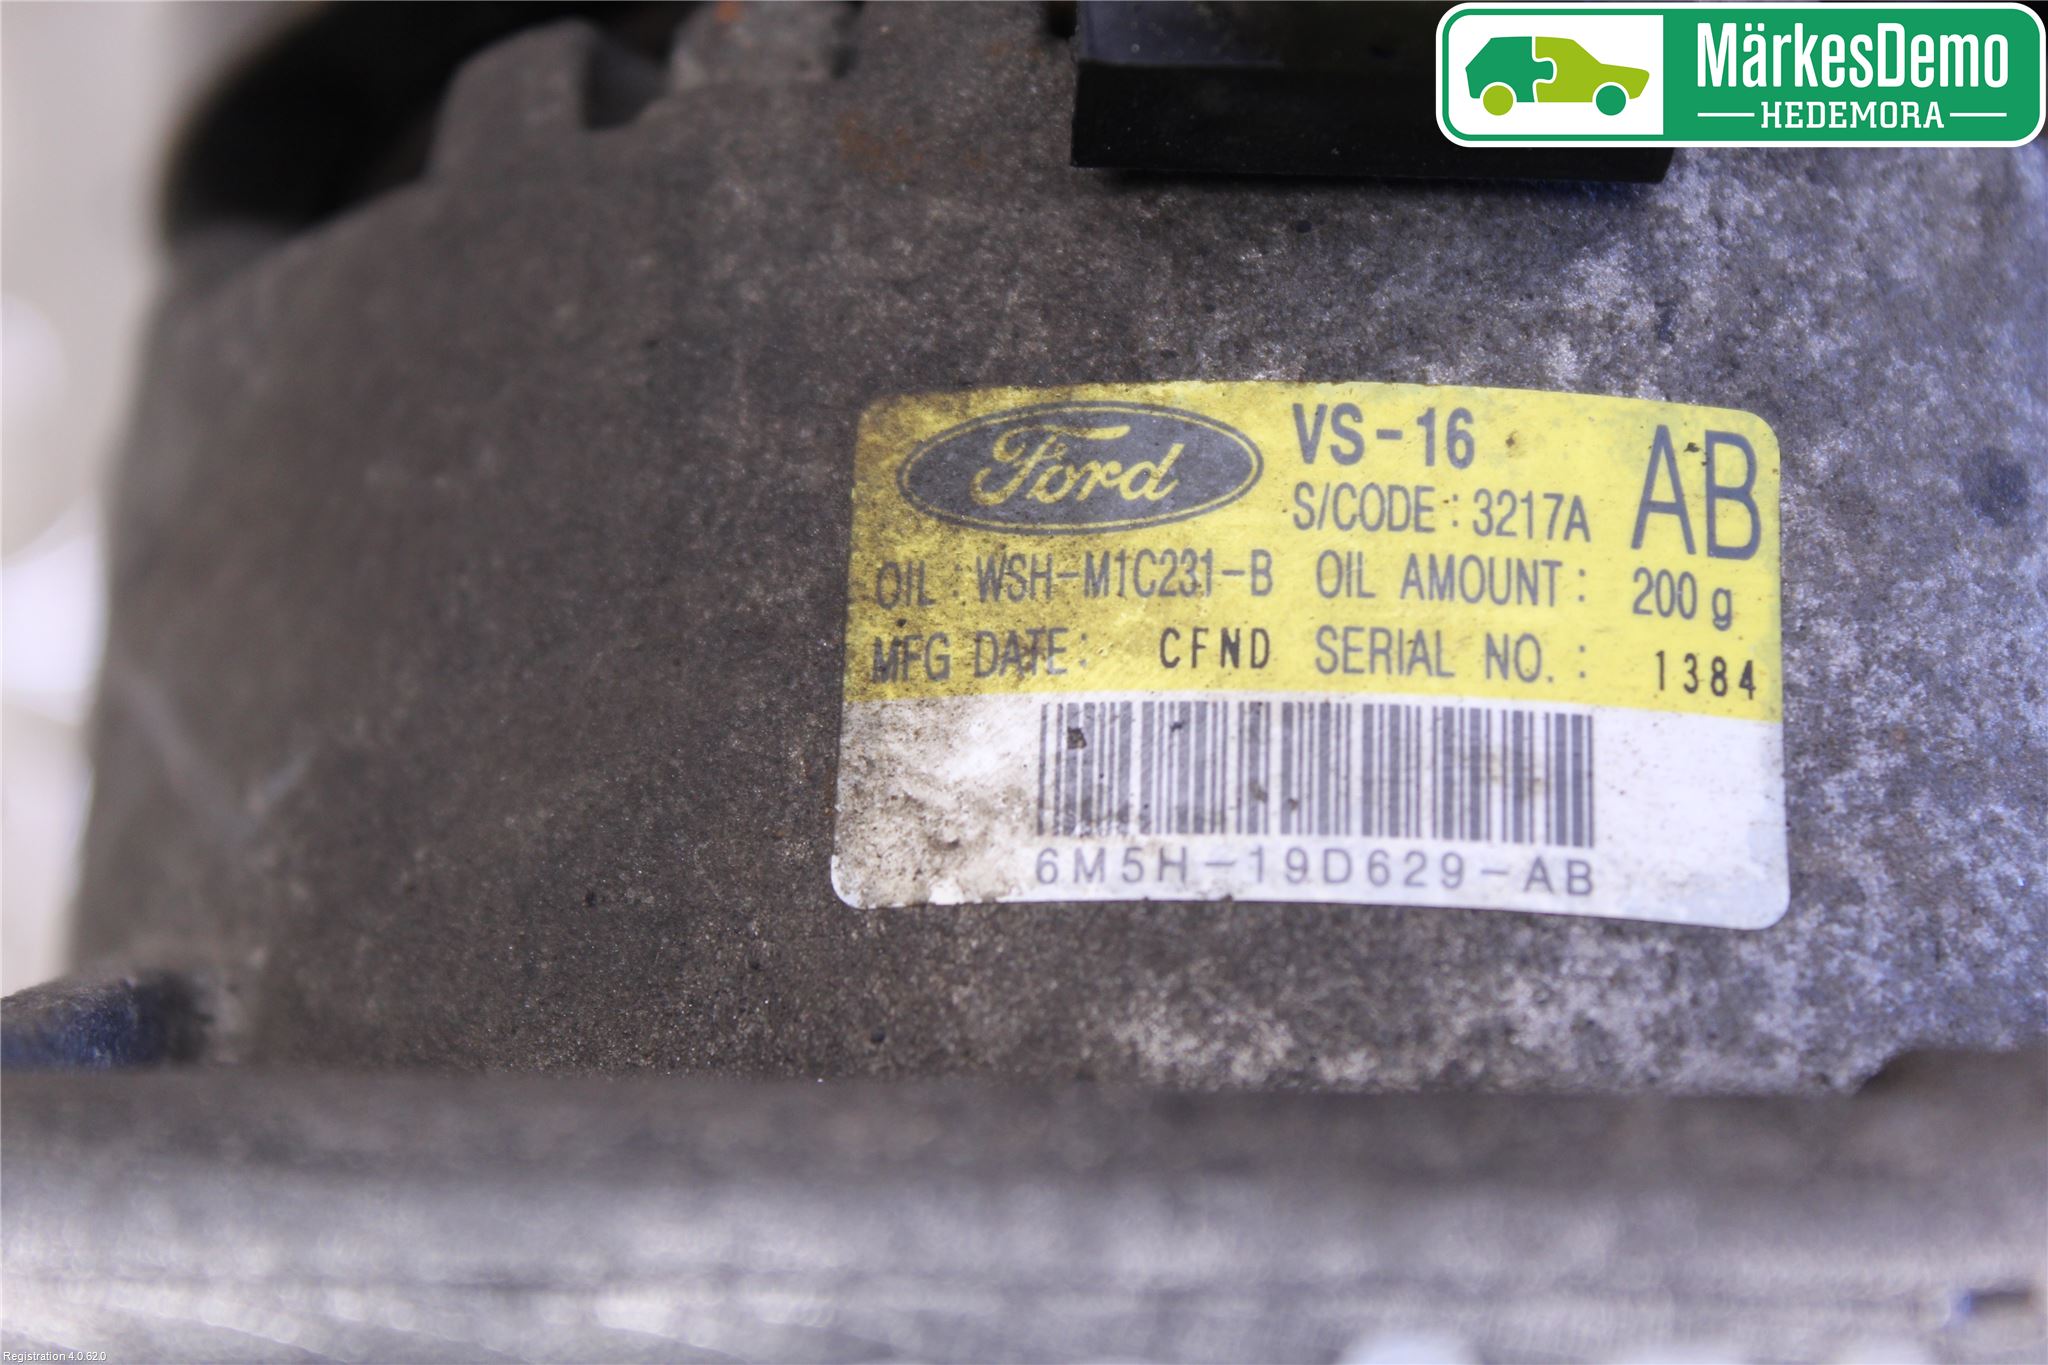 MärkesDemo
HEDEMORA
Ford
VS-16
AB
S/CODE : 3217A
OIL : WSH-M1C231-B OIL AMOUNT : 200 g
MFG DATE : CFND SERIAL NO. : 1384
6M5H-19D629-AB
Registration 4.0.62.0